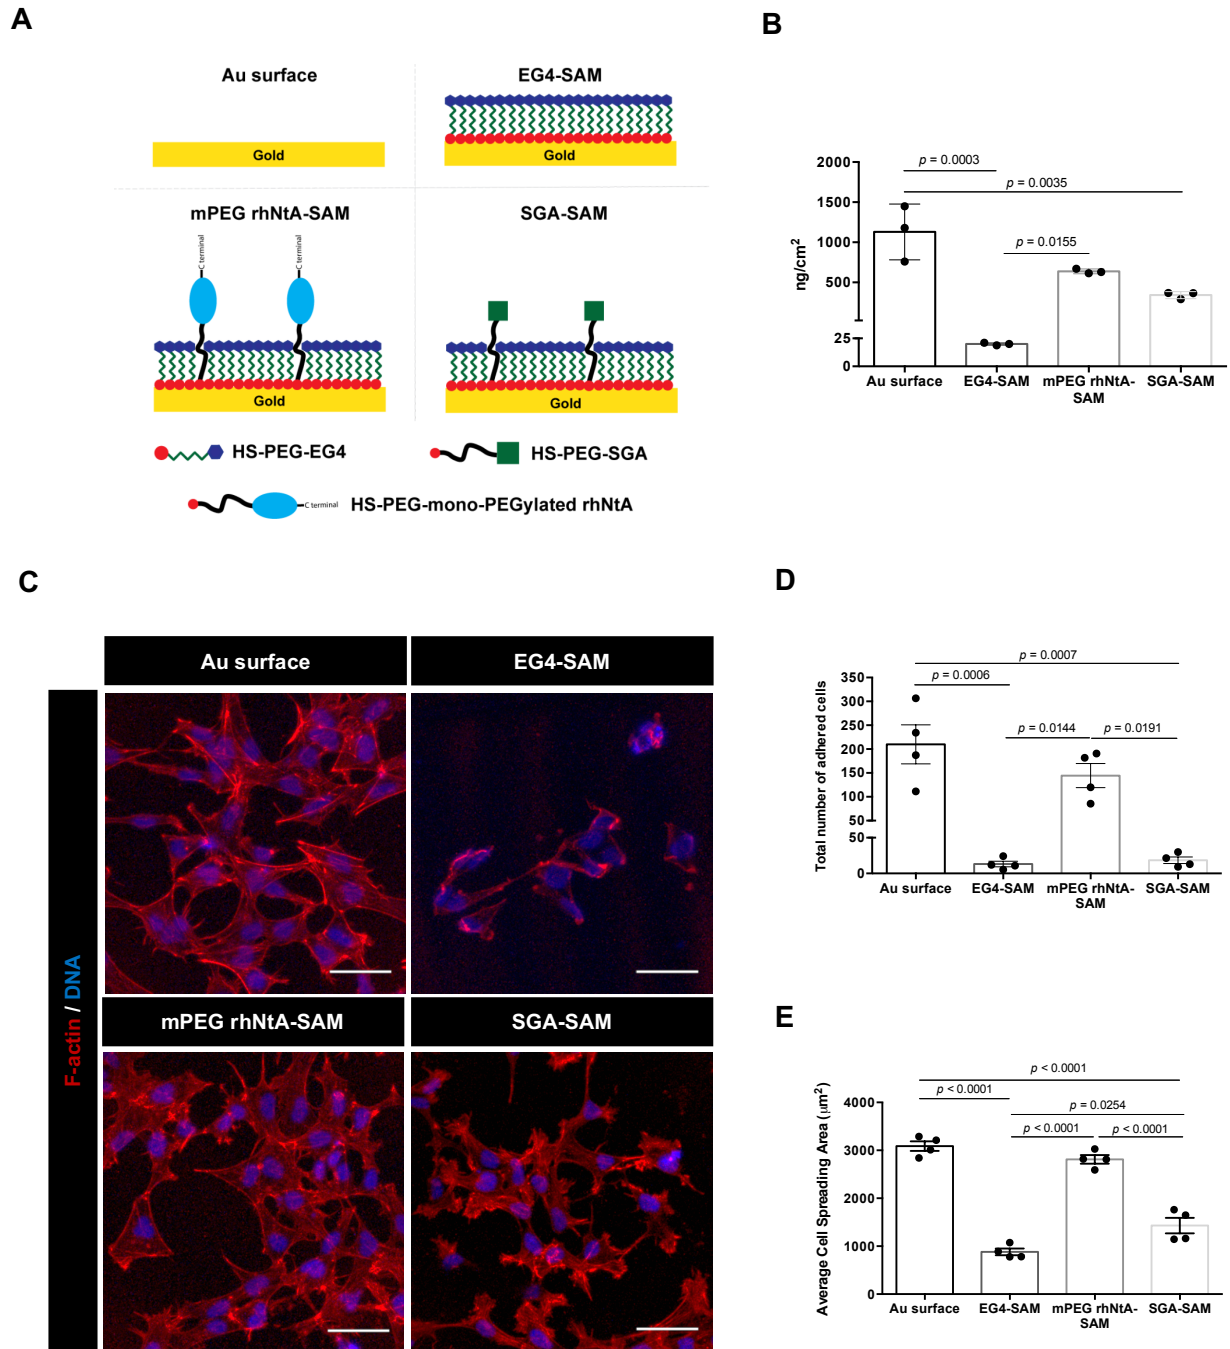 A
Au surface
EG4-SAM
Gold
Gold
mPEG rhNtA-SAM
SGA-SAM
C terminal
C terminal
Gold
Gold
HS-PEG-EG4
HS-PEG-SGA
C terminal
HS-PEG-mono-PEGylated rhNtA
B
ng/cm²
2000
1500
1000
500
25
0
p = 0.0003
p = 0.0035
p = 0.0155
Au surface
EG4-SAM
mPEG rhNtA-
SAM
SGA-SAM
C
Au surface
EG4-SAM
mPEG rhNtA-SAM
SGA-SAM
F-actin / DNA
D
Total number of adhered cells
350
300
250
200
150
100
50
50
0
p = 0.0007
p = 0.0006
p = 0.0144
p = 0.0191
Au surface
EG4-SAM
mPEG rhNtA-
SAM
SGA-SAM
E
Average Cell Spreading Area (μm²)
4000
3000
2000
1000
0
p < 0.0001
p < 0.0001
p = 0.0254
p < 0.0001
p < 0.0001
Au surface
EG4-SAM
mPEG rhNtA-
SAM
SGA-SAM